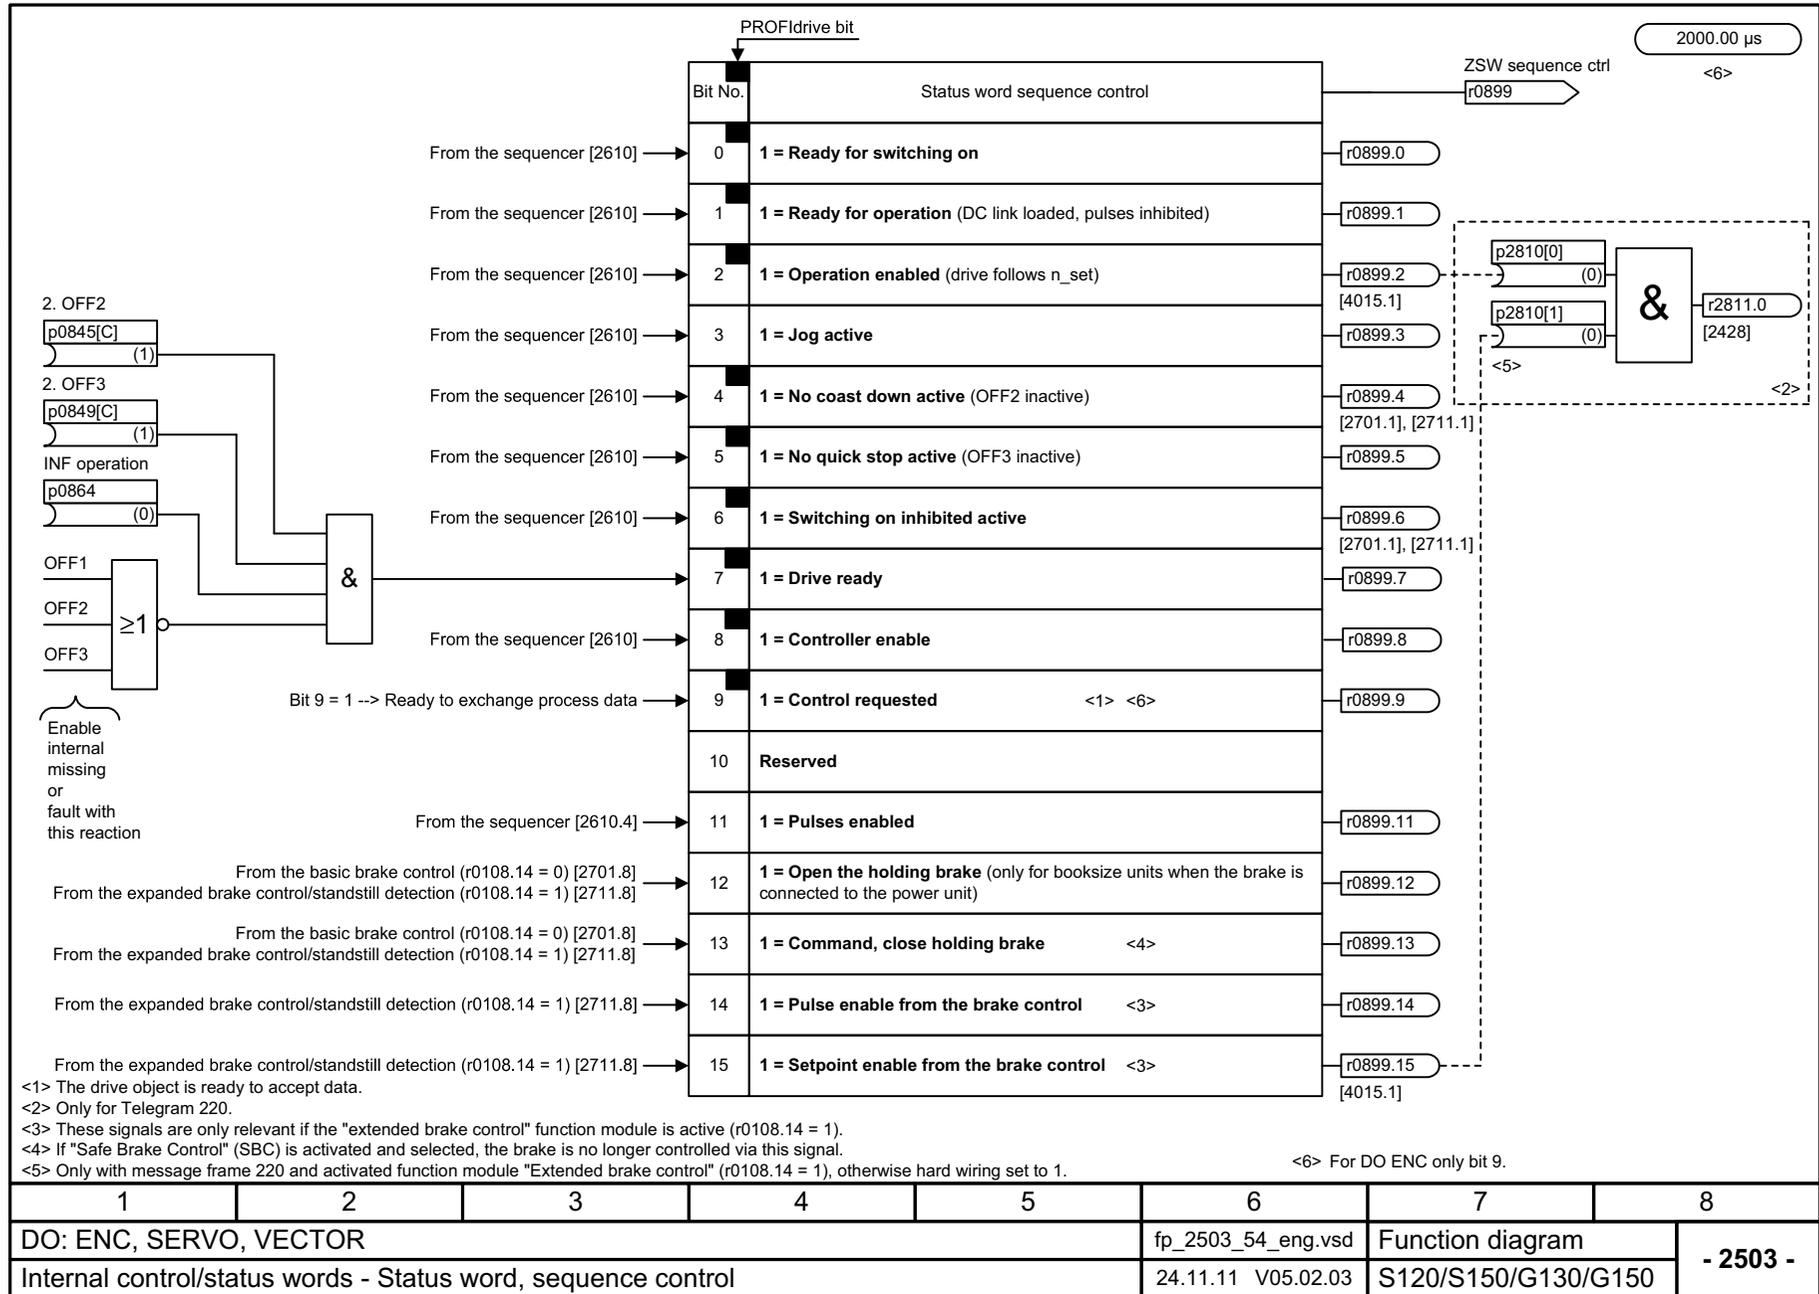 PROFIdrive bit
2000.00 µs
<6>
ZSW sequence ctrl
r0899
Bit No.
Status word sequence control
From the sequencer [2610]
0
1 = Ready for switching on
r0899.0
From the sequencer [2610]
1
1 = Ready for operation (DC link loaded, pulses inhibited)
r0899.1
From the sequencer [2610]
2
1 = Operation enabled (drive follows n_set)
r0899.2
[4015.1]
p2810[0]
(0)
p2810[1]
(0)
<5>
&
r2811.0
[2428]
<2>
2. OFF2
p0845[C]
(1)
2. OFF3
p0849[C]
(1)
INF operation
p0864
(0)
OFF1
OFF2
OFF3
≥1
&
Enable
internal
missing
or
fault with
this reaction
From the sequencer [2610]
3
1 = Jog active
r0899.3
From the sequencer [2610]
4
1 = No coast down active (OFF2 inactive)
r0899.4
[2701.1], [2711.1]
From the sequencer [2610]
5
1 = No quick stop active (OFF3 inactive)
r0899.5
From the sequencer [2610]
6
1 = Switching on inhibited active
r0899.6
[2701.1], [2711.1]
7
1 = Drive ready
r0899.7
From the sequencer [2610]
8
1 = Controller enable
r0899.8
Bit 9 = 1 --> Ready to exchange process data
9
1 = Control requested <1> <6>
r0899.9
10
Reserved
From the sequencer [2610.4]
11
1 = Pulses enabled
r0899.11
From the basic brake control (r0108.14 = 0) [2701.8]
From the expanded brake control/standstill detection (r0108.14 = 1) [2711.8]
12
1 = Open the holding brake (only for booksize units when the brake is
connected to the power unit)
r0899.12
From the basic brake control (r0108.14 = 0) [2701.8]
From the expanded brake control/standstill detection (r0108.14 = 1) [2711.8]
13
1 = Command, close holding brake <4>
r0899.13
From the expanded brake control/standstill detection (r0108.14 = 1) [2711.8]
14
1 = Pulse enable from the brake control <3>
r0899.14
From the expanded brake control/standstill detection (r0108.14 = 1) [2711.8]
15
1 = Setpoint enable from the brake control <3>
r0899.15
[4015.1]
<1> The drive object is ready to accept data.
<2> Only for Telegram 220.
<3> These signals are only relevant if the "extended brake control" function module is active (r0108.14 = 1).
<4> If "Safe Brake Control" (SBC) is activated and selected, the brake is no longer controlled via this signal.
<5> Only with message frame 220 and activated function module "Extended brake control" (r0108.14 = 1), otherwise hard wiring set to 1.
<6> For DO ENC only bit 9.
1 2 3 4 5 6 7 8
DO: ENC, SERVO, VECTOR
fp_2503_54_eng.vsd
Function diagram
- 2503 -
Internal control/status words - Status word, sequence control
24.11.11 V05.02.03
S120/S150/G130/G150